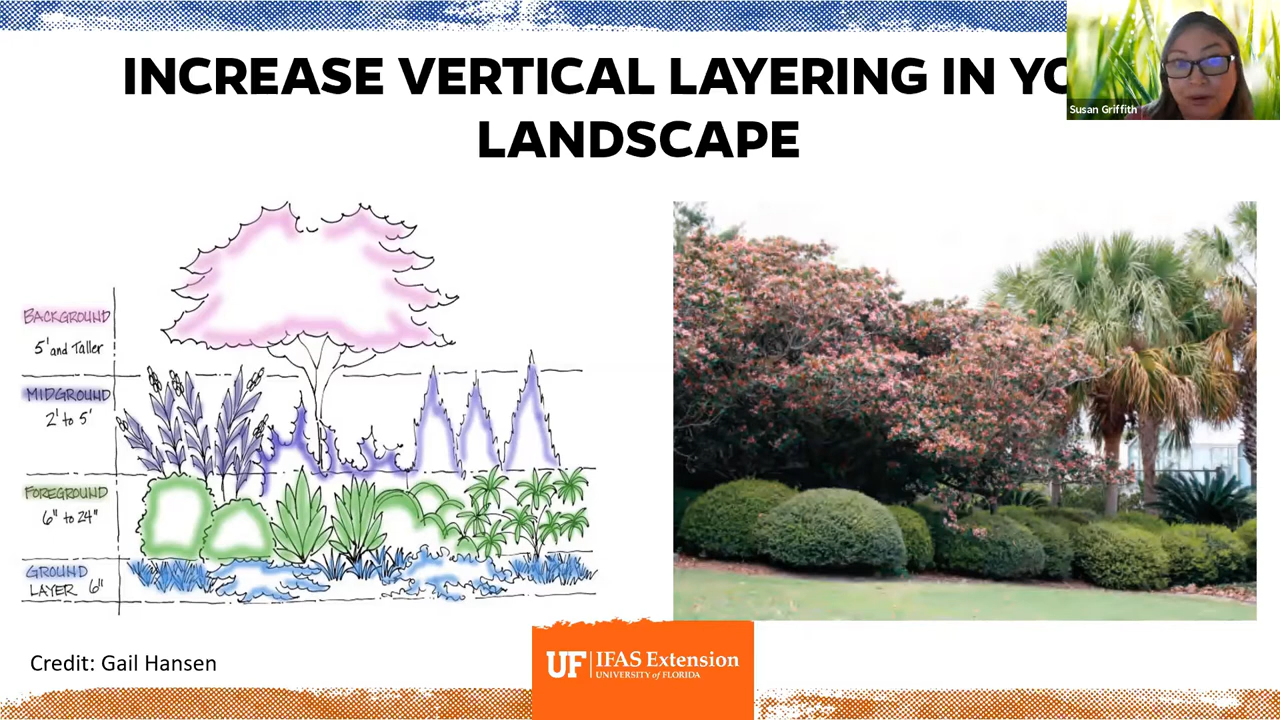 INCREASE VERTICAL LAYERING IN YO
LANDSCAPE
Susan Griffith
BACKGROUND
5' and Taller
MIDGROUND
2' to 5'
FOREGROUND
6" to 24"
GROUND
LAYER 6"
Credit: Gail Hansen
UF IFAS Extension
UNIVERSITY of FLORIDA